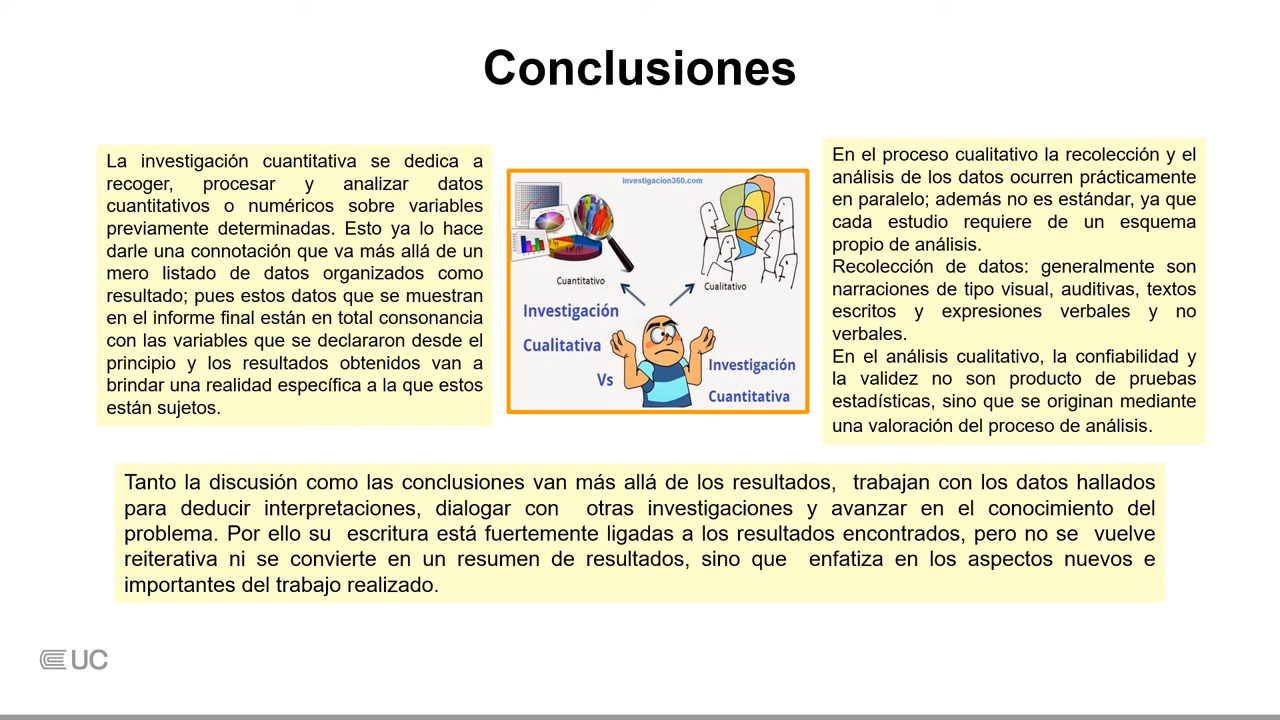 Conclusiones
La investigación cuantitativa se dedica a
recoger, procesar y analizar datos
cuantitativos o numéricos sobre variables
previamente determinadas. Esto ya lo hace
darle una connotación que va más allá de un
mero listado de datos organizados como
resultado; pues estos datos que se muestran
en el informe final están en total consonancia
con las variables que se declararon desde el
principio y los resultados obtenidos van a
brindar una realidad específica a la que estos
están sujetos.
investigacion360.com
Cuantitativo
Cualitativo
Investigación
Cualitativa
Vs
Investigación
Cuantitativa
En el proceso cualitativo la recolección y el
análisis de los datos ocurren prácticamente
en paralelo; además no es estándar, ya que
cada estudio requiere de un esquema
propio de análisis.
Recolección de datos: generalmente son
narraciones de tipo visual, auditivas, textos
escritos y expresiones verbales y no
verbales.
En el análisis cualitativo, la confiabilidad y
la validez no son producto de pruebas
estadísticas, sino que se originan mediante
una valoración del proceso de análisis.
Tanto la discusión como las conclusiones van más allá de los resultados, trabajan con los datos hallados
para deducir interpretaciones, dialogar con otras investigaciones y avanzar en el conocimiento del
problema. Por ello su escritura está fuertemente ligadas a los resultados encontrados, pero no se vuelve
reiterativa ni se convierte en un resumen de resultados, sino que enfatiza en los aspectos nuevos e
importantes del trabajo realizado.
UC